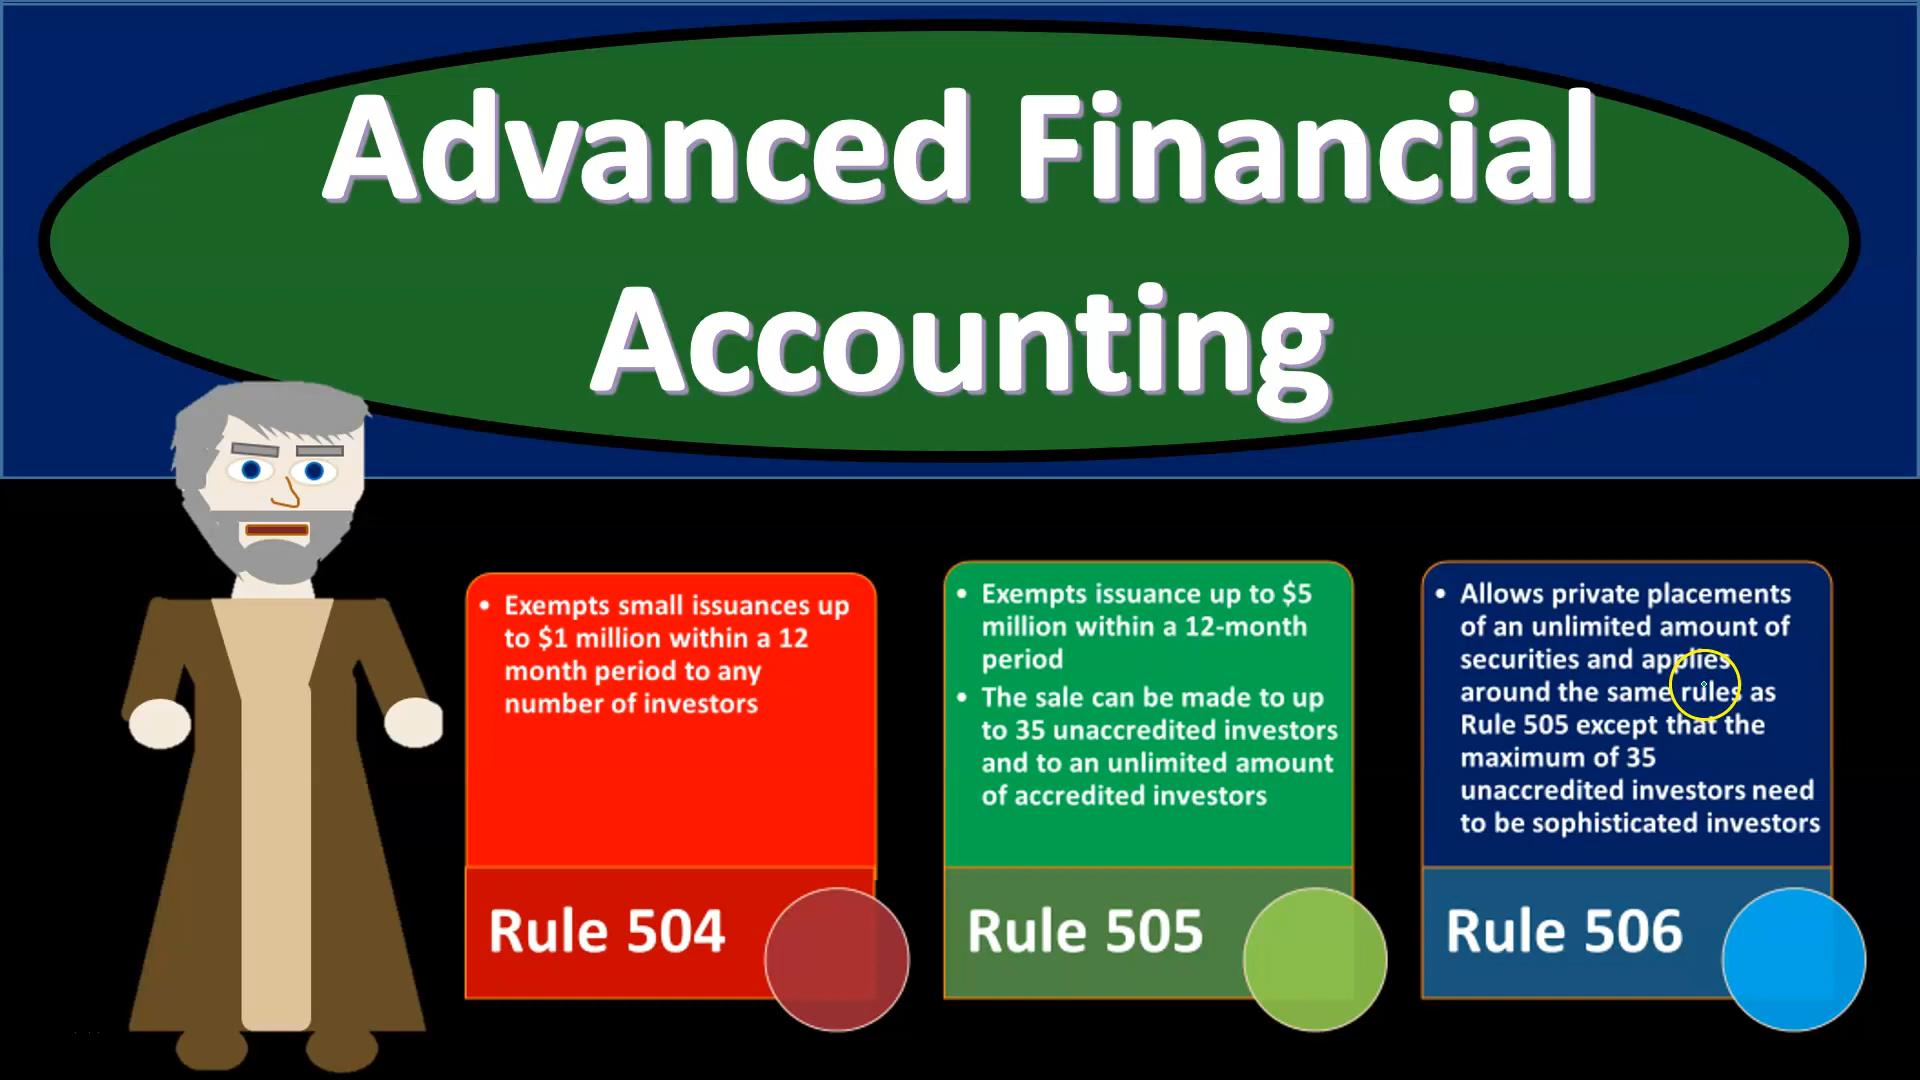 Advanced Financial
Accounting
• Exempts small issuances up
to $1 million within a 12
month period to any
number of investors
Rule 504
• Exempts issuance up to $5
million within a 12-month
period
• The sale can be made to up
to 35 unaccredited investors
and to an unlimited amount
of accredited investors
Rule 505
• Allows private placements
of an unlimited amount of
securities and applies
around the same rules as
Rule 505 except that the
maximum of 35
unaccredited investors need
to be sophisticated investors
Rule 506